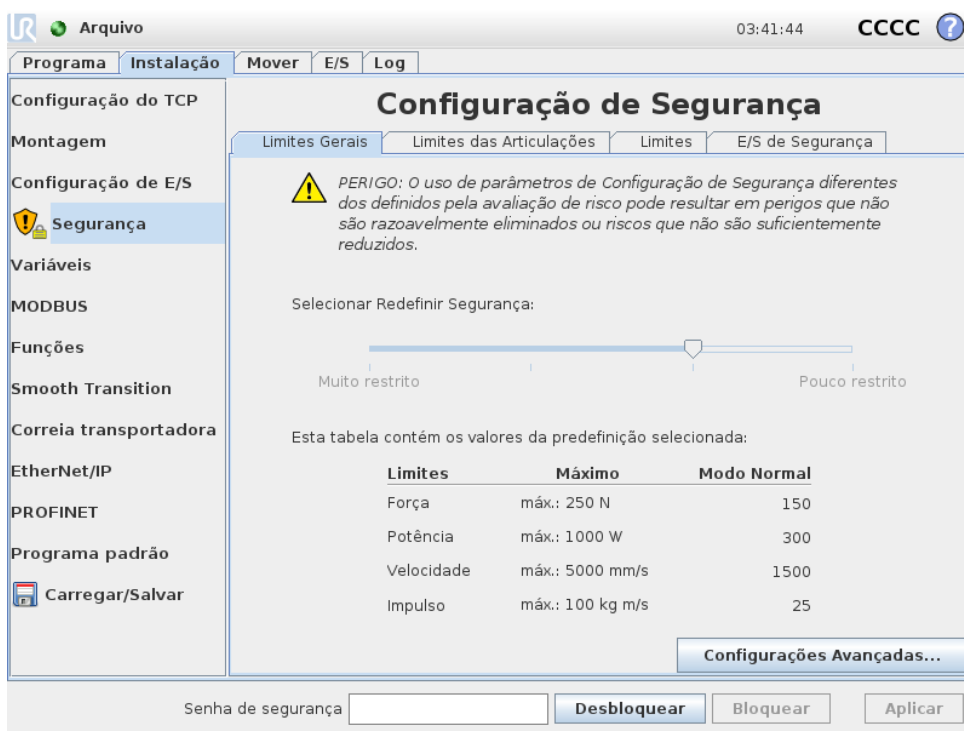 UR Arquivo 03:41:44 CCCC ?
Programa Instalação Mover E/S Log
Configuração do TCP
Montagem
Configuração de E/S
Segurança
Variáveis
MODBUS
Funções
Smooth Transition
Correia transportadora
EtherNet/IP
PROFINET
Programa padrão
Carregar/Salvar
Configuração de Segurança
Limites Gerais Limites das Articulações Limites E/S de Segurança
PERIGO: O uso de parâmetros de Configuração de Segurança diferentes
dos definidos pela avaliação de risco pode resultar em perigos que não
são razoavelmente eliminados ou riscos que não são suficientemente
reduzidos.
Selecionar Redefinir Segurança:
Muito restrito Pouco restrito
Esta tabela contém os valores da predefinição selecionada:
Limites Máximo Modo Normal
Força máx.: 250 N 150
Potência máx.: 1000 W 300
Velocidade máx.: 5000 mm/s 1500
Impulso máx.: 100 kg m/s 25
Configurações Avançadas...
Senha de segurança Desbloquear Bloquear Aplicar